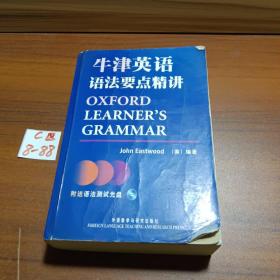 牛津英语
语法要点精讲
OXFORD
LEARNER'S
GRAMMAR
John Eastwood (英) 编著
附送语法测试光盘
外语教学与研究出版社
FOREIGN LANGUAGE TEACHING AND RESEARCH PRESS
8-88